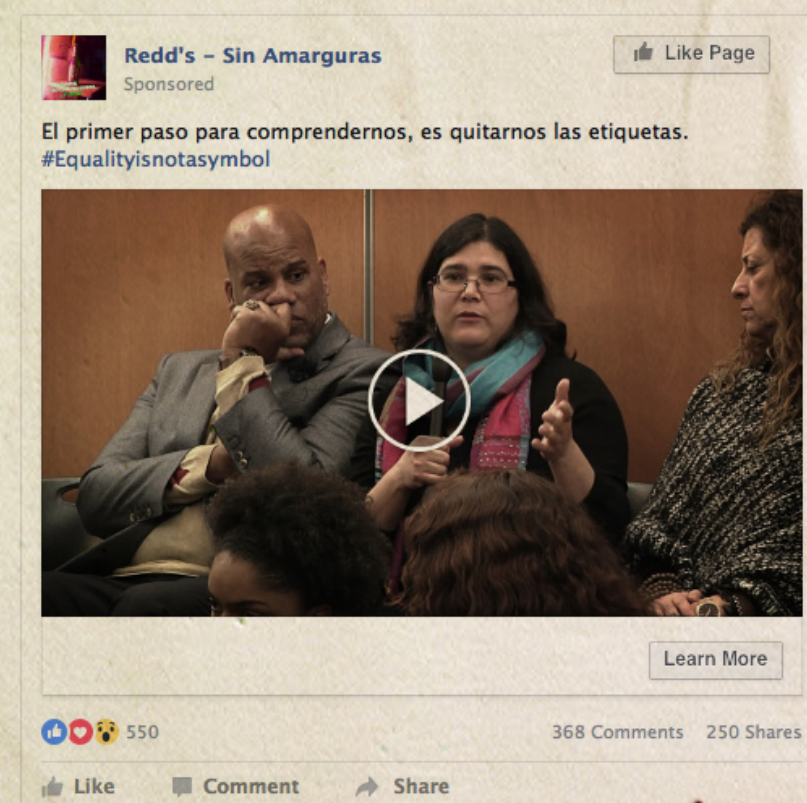 Redd's – Sin Amarguras
Like Page
Sponsored
El primer paso para comprendernos, es quitarnos las etiquetas.
#Equalityisnotasymbol
Learn More
550
368 Comments 250 Shares
Like Comment Share